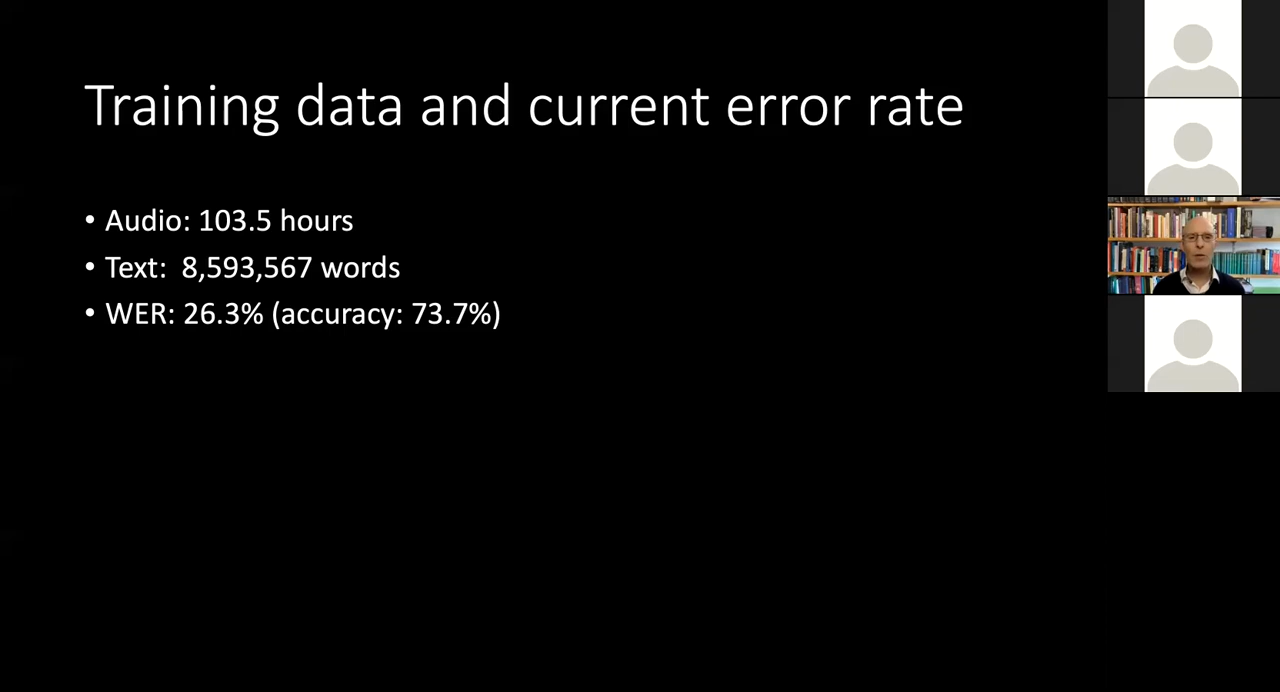 Training data and current error rate
• Audio: 103.5 hours
• Text: 8,593,567 words
• WER: 26.3% (accuracy: 73.7%)